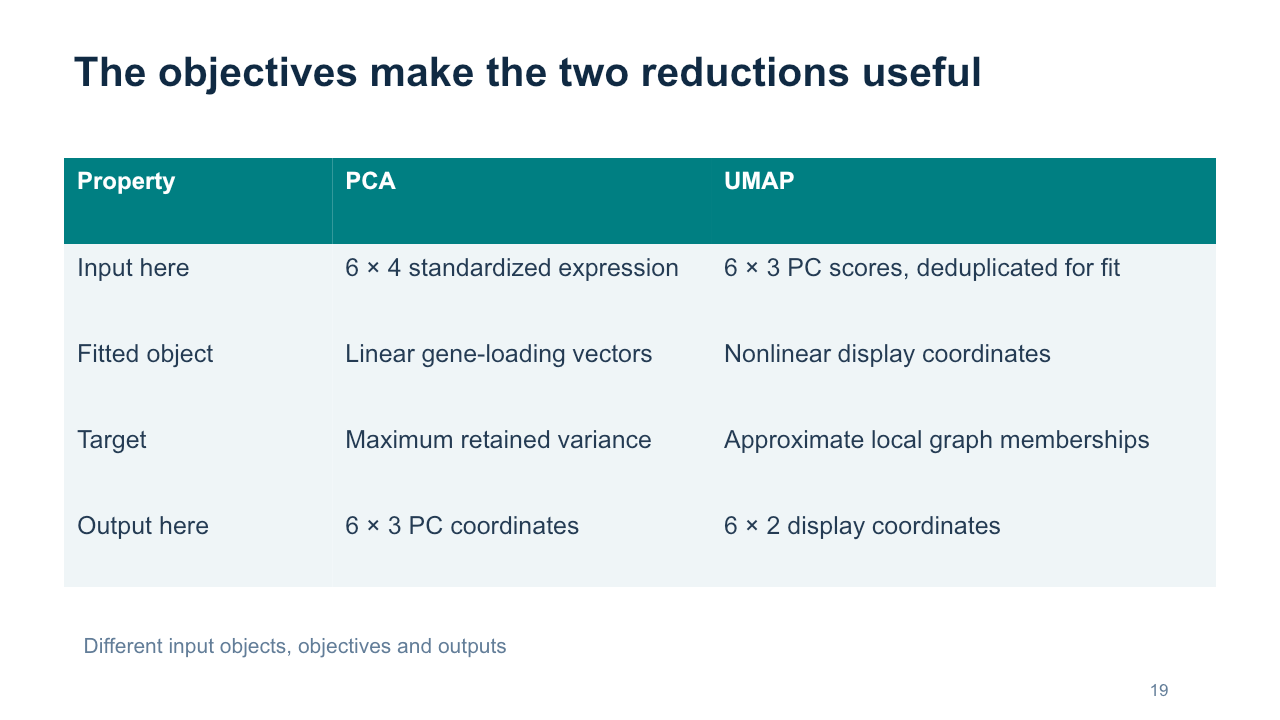 The objectives make the two reductions useful
Property PCA UMAP
Input here 6 × 4 standardized expression 6 × 3 PC scores, deduplicated for fit
Fitted object Linear gene-loading vectors Nonlinear display coordinates
Target Maximum retained variance Approximate local graph memberships
Output here 6 × 3 PC coordinates 6 × 2 display coordinates
Different input objects, objectives and outputs
19